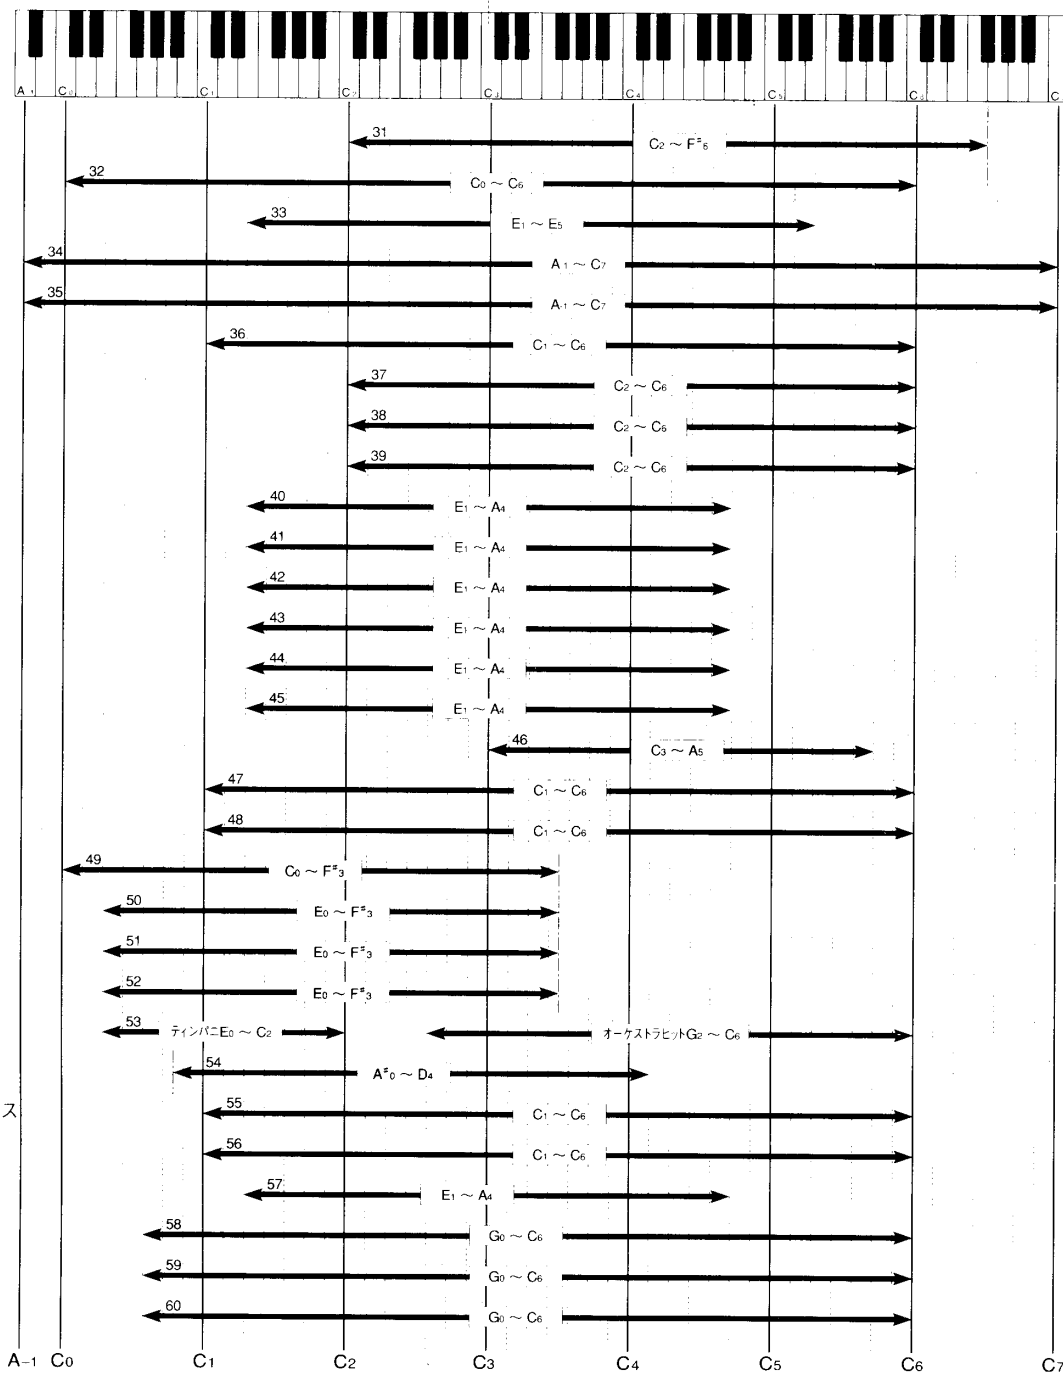 A-1 C0 C1 C2 C3 C4 C5 C6 C
31 C2～F♯6
32 C0～C6
33 E1～E5
34 A-1～C7
35 A-1～C7
36 C1～C6
37 C2～C6
38 C2～C6
39 C2～C6
40 E1～A4
41 E1～A4
42 E1～A4
43 E1～A4
44 E1～A4
45 E1～A4
46 C3～A5
47 C1～C6
48 C1～C6
49 C0～F♯3
50 E0～F♯3
51 E0～F♯3
52 E0～F♯3
53 ティンパニE0～C2 オーケストラヒットG2～C6
54 A♯0～D4
ス
55 C1～C6
56 C1～C6
57 E1～A4
58 G0～C6
59 G0～C6
60 G0～C6
A-1 C0 C1 C2 C3 C4 C5 C6 C7